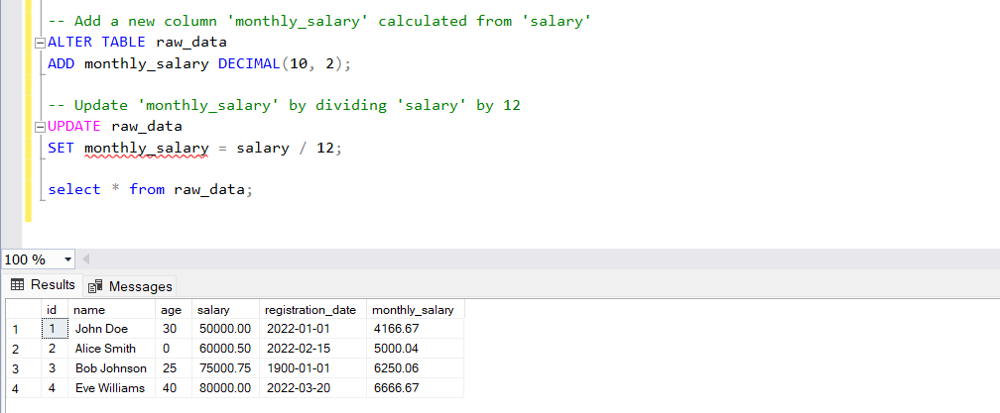 -- Add a new column 'monthly_salary' calculated from 'salary'
ALTER TABLE raw_data
ADD monthly_salary DECIMAL(10, 2);
-- Update 'monthly_salary' by dividing 'salary' by 12
UPDATE raw_data
SET monthly_salary = salary / 12;
select * from raw_data;
100 %
Results Messages
id name age salary registration_date monthly_salary
1 1 John Doe 30 50000.00 2022-01-01 4166.67
2 2 Alice Smith 0 60000.50 2022-02-15 5000.04
3 3 Bob Johnson 25 75000.75 1900-01-01 6250.06
4 4 Eve Williams 40 80000.00 2022-03-20 6666.67